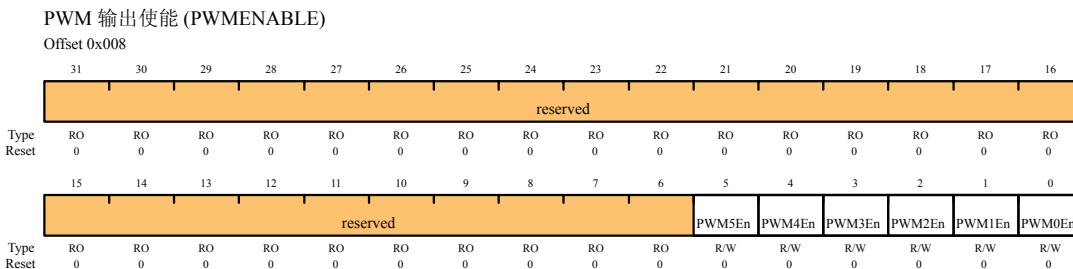 PWM 输出使能 (PWMENABLE)
Offset 0x008
31 30 29 28 27 26 25 24 23 22 21 20 19 18 17 16
reserved
Type RO RO RO RO RO RO RO RO RO RO RO RO RO RO RO RO
Reset 0 0 0 0 0 0 0 0 0 0 0 0 0 0 0 0
15 14 13 12 11 10 9 8 7 6 5 4 3 2 1 0
reserved PWM5En PWM4En PWM3En PWM2En PWM1En PWM0En
Type RO RO RO RO RO RO RO RO RO RO R/W R/W R/W R/W R/W R/W
Reset 0 0 0 0 0 0 0 0 0 0 0 0 0 0 0 0